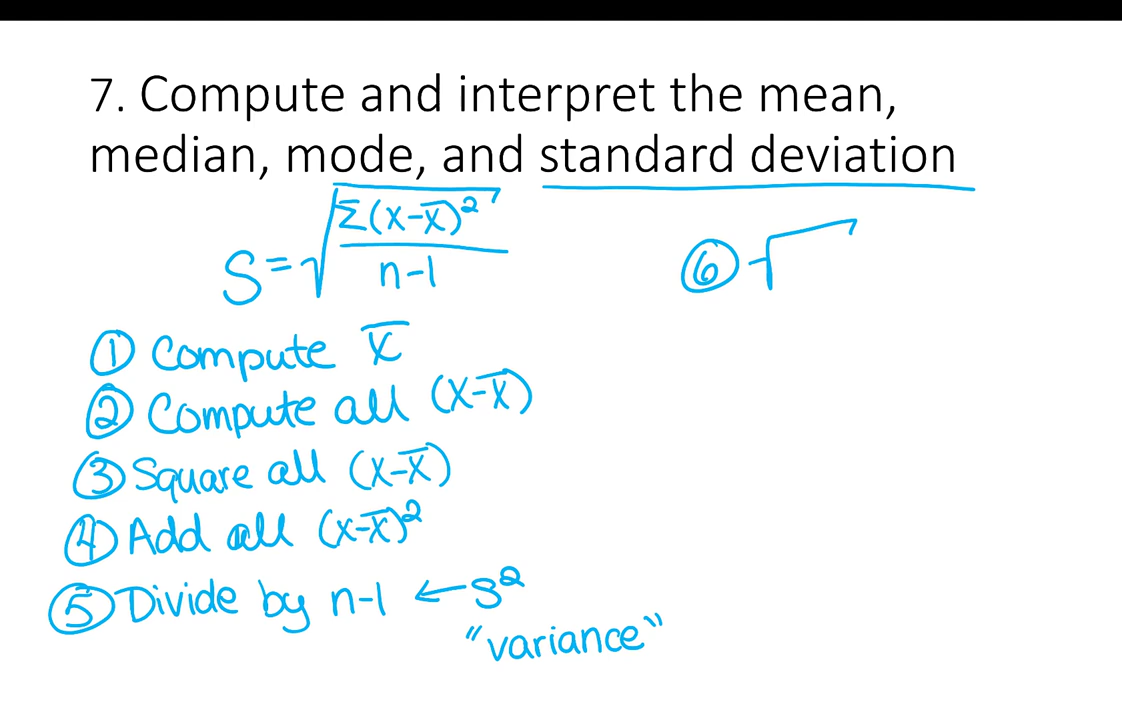 7. Compute and interpret the mean,
median, mode, and standard deviation
S=√(Σ(x-x̅)²/n-1)
⑥ √
① Compute x̅
② Compute all (x-x̅)
③ Square all (x-x̅)
④ Add all (x-x̅)²
⑤ Divide by n-1 ← s²
"variance"